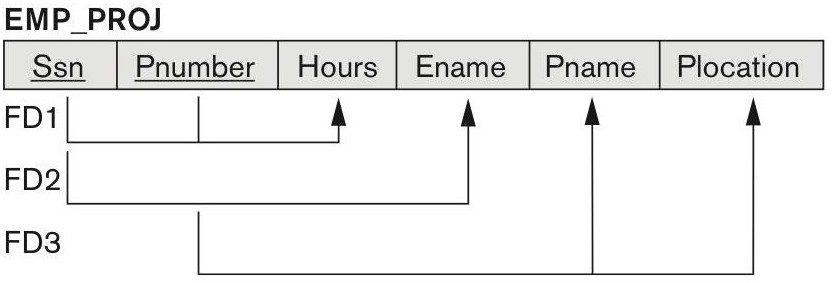 EMP_PROJ
Ssn Pnumber Hours Ename Pname Plocation
FD1
FD2
FD3